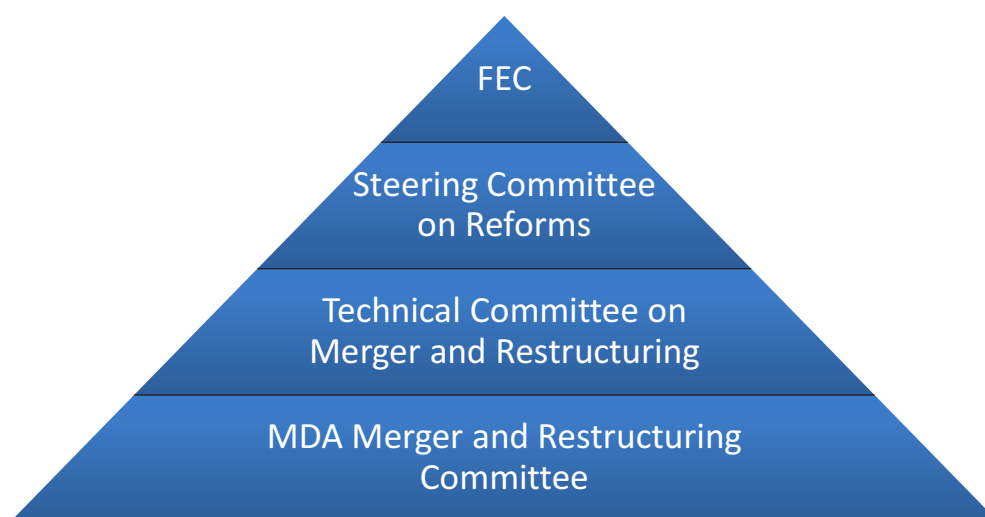 FEC
Steering Committee
on Reforms
Technical Committee on
Merger and Restructuring
MDA Merger and Restructuring
Committee